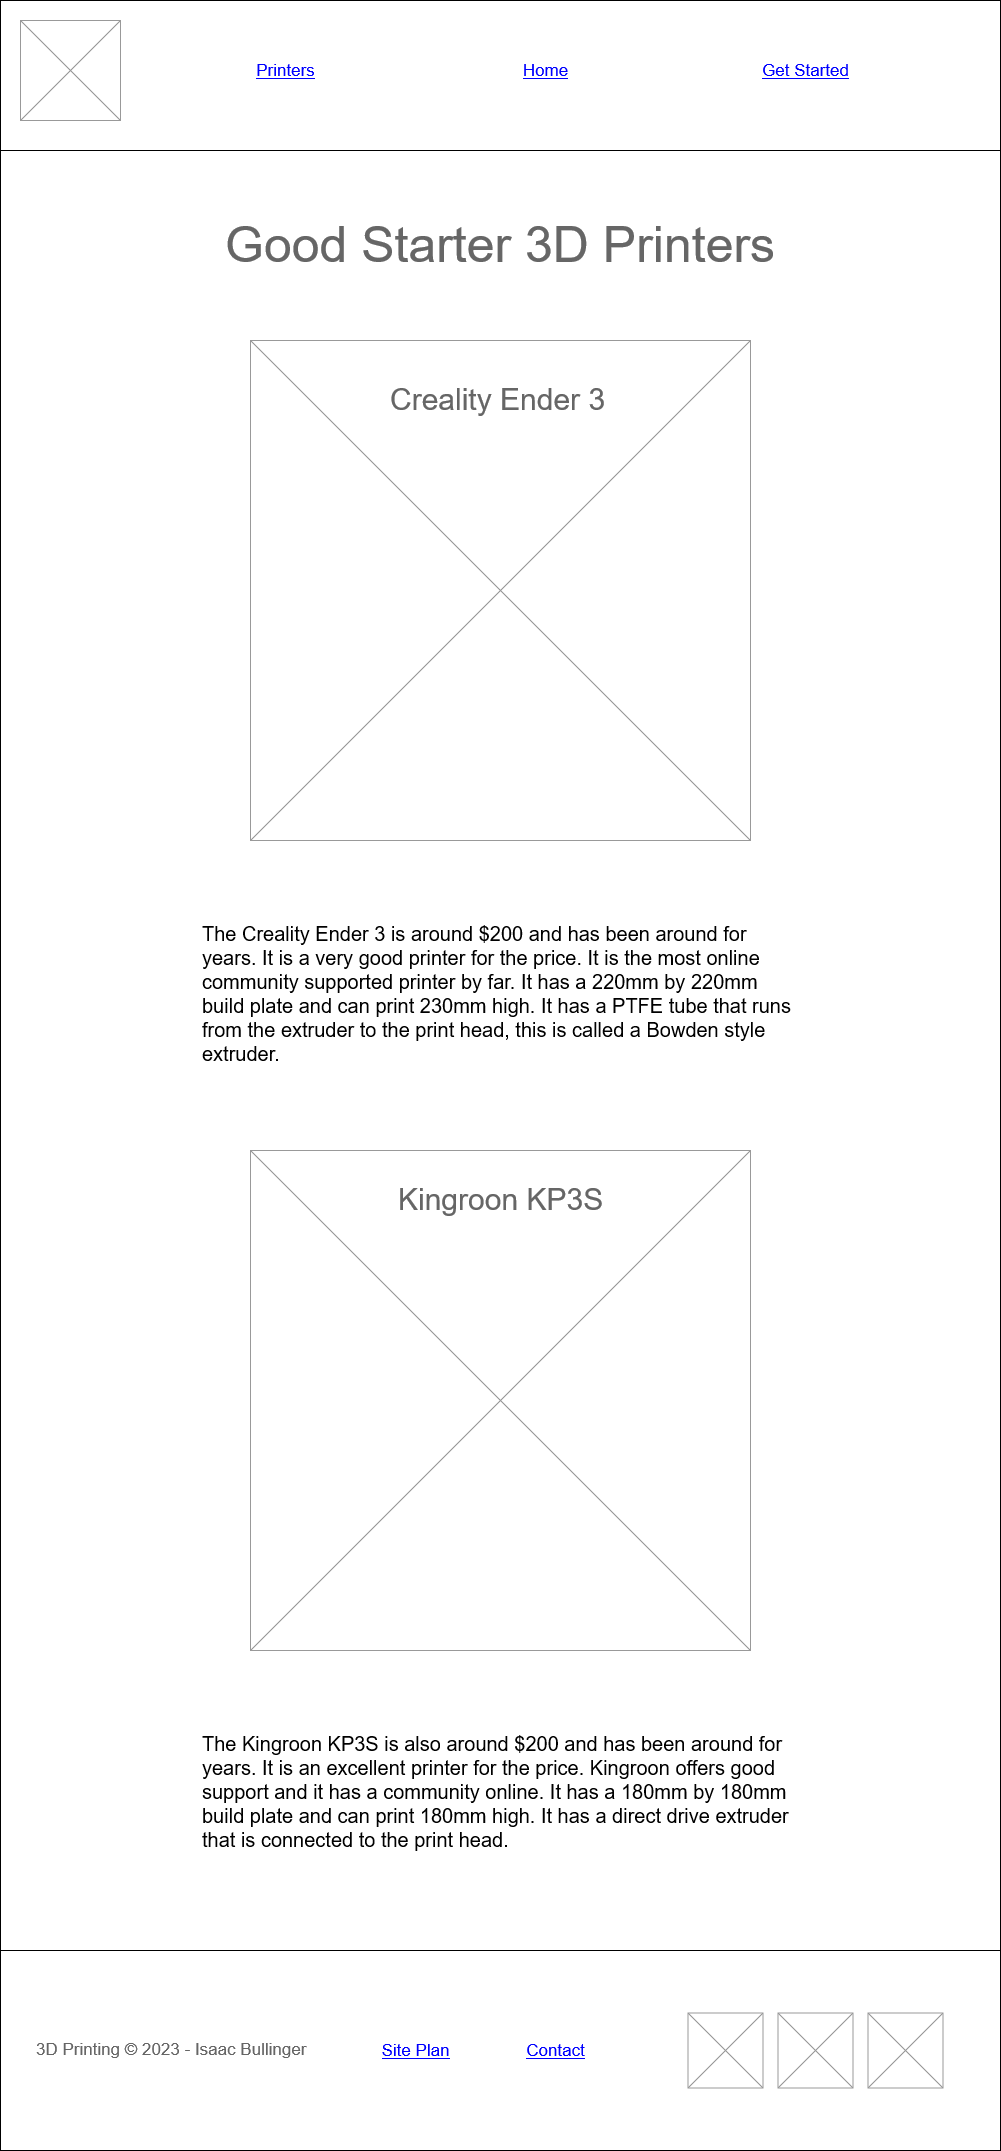 Printers Home Get Started
Good Starter 3D Printers
Creality Ender 3
The Creality Ender 3 is around $200 and has been around for
years. It is a very good printer for the price. It is the most online
community supported printer by far. It has a 220mm by 220mm
build plate and can print 230mm high. It has a PTFE tube that runs
from the extruder to the print head, this is called a Bowden style
extruder.
Kingroon KP3S
The Kingroon KP3S is also around $200 and has been around for
years. It is an excellent printer for the price. Kingroon offers good
support and it has a community online. It has a 180mm by 180mm
build plate and can print 180mm high. It has a direct drive extruder
that is connected to the print head.
3D Printing © 2023 - Isaac Bullinger Site Plan Contact